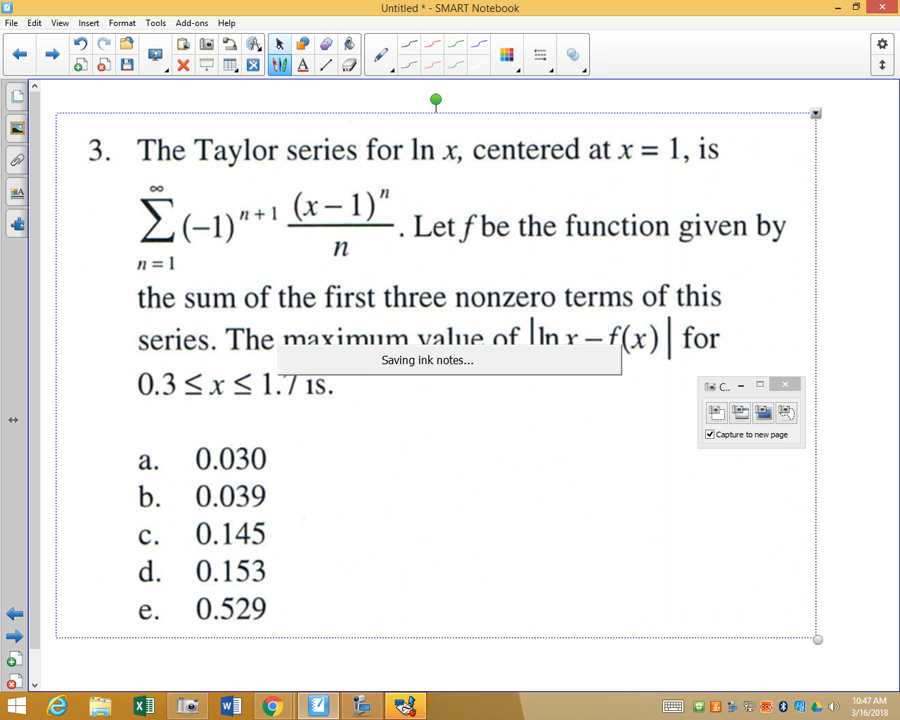 Untitled * - SMART Notebook
File Edit View Insert Format Tools Add-ons Help
3. The Taylor series for ln x, centered at x = 1, is
∞
∑ (−1)ⁿ⁺¹ (x − 1)ⁿ / n . Let f be the function given by
n = 1
the sum of the first three nonzero terms of this
series. The maximum value of |ln x − f(x)| for
Saving ink notes...
0.3 ≤ x ≤ 1.7 is.
C..
Capture to new page
a. 0.030
b. 0.039
c. 0.145
d. 0.153
e. 0.529
10:47 AM
3/16/2018